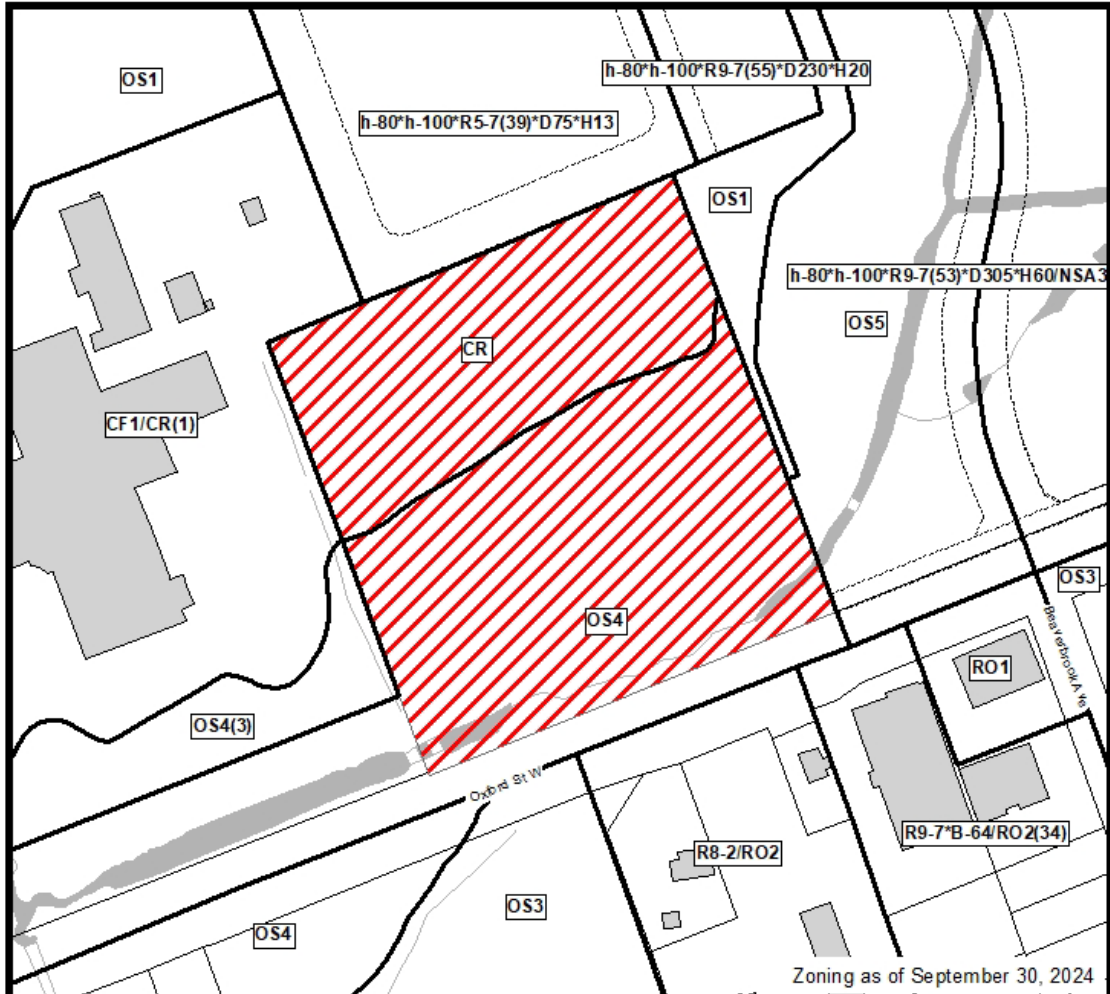 OS1
h-80*h-100*R9-7(55)*D230*H20
h-80*h-100*R5-7(39)*D75*H13
OS1
h-80*h-100*R9-7(53)*D305*H60/NSA3
OS5
CR
CF1/CR(1)
OS3
OS4
Beaverbrook Ave
RO1
OS4(3)
Oxford St W
R9-7*B-64/RO2(34)
R8-2/RO2
OS3
OS4
Zoning as of September 30, 2024